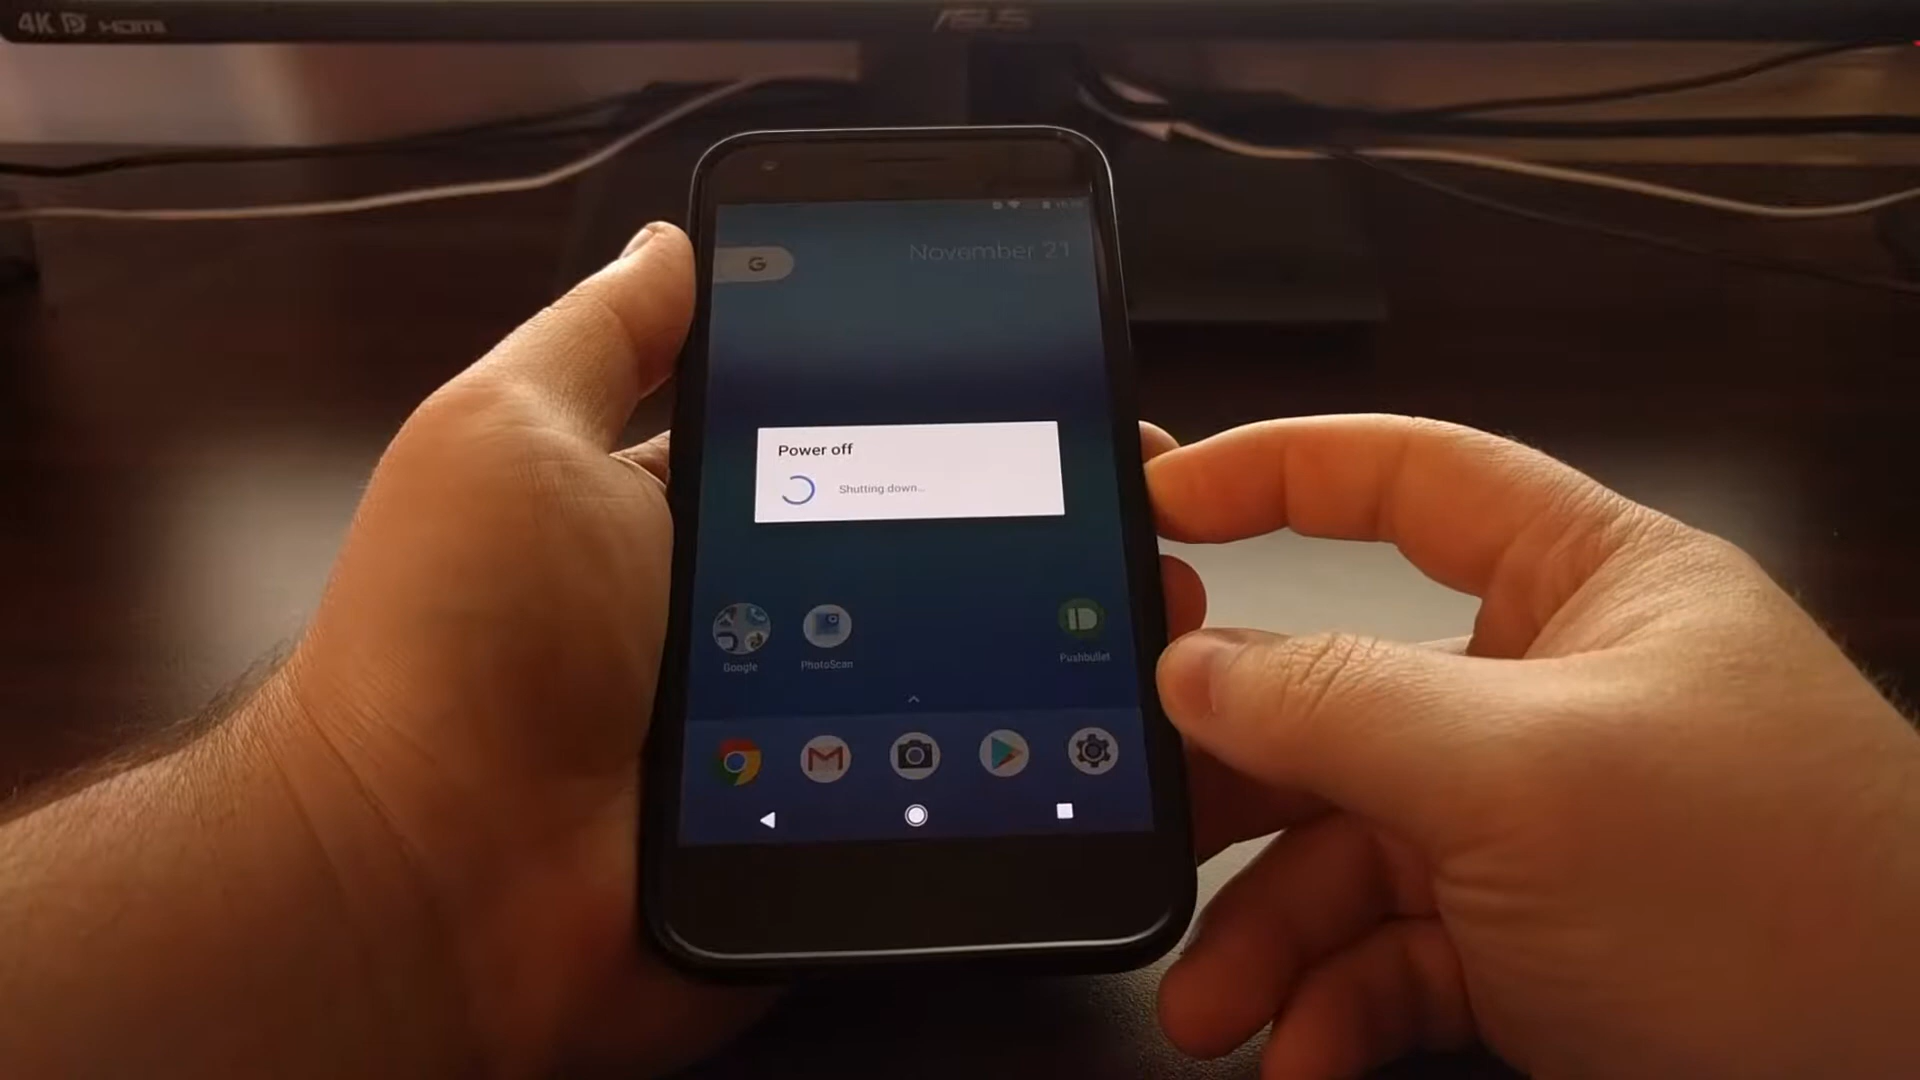 4K HDMI
ASUS
G
November 21
Power off
Shutting down...
Google
PhotoScan
Pushbullet